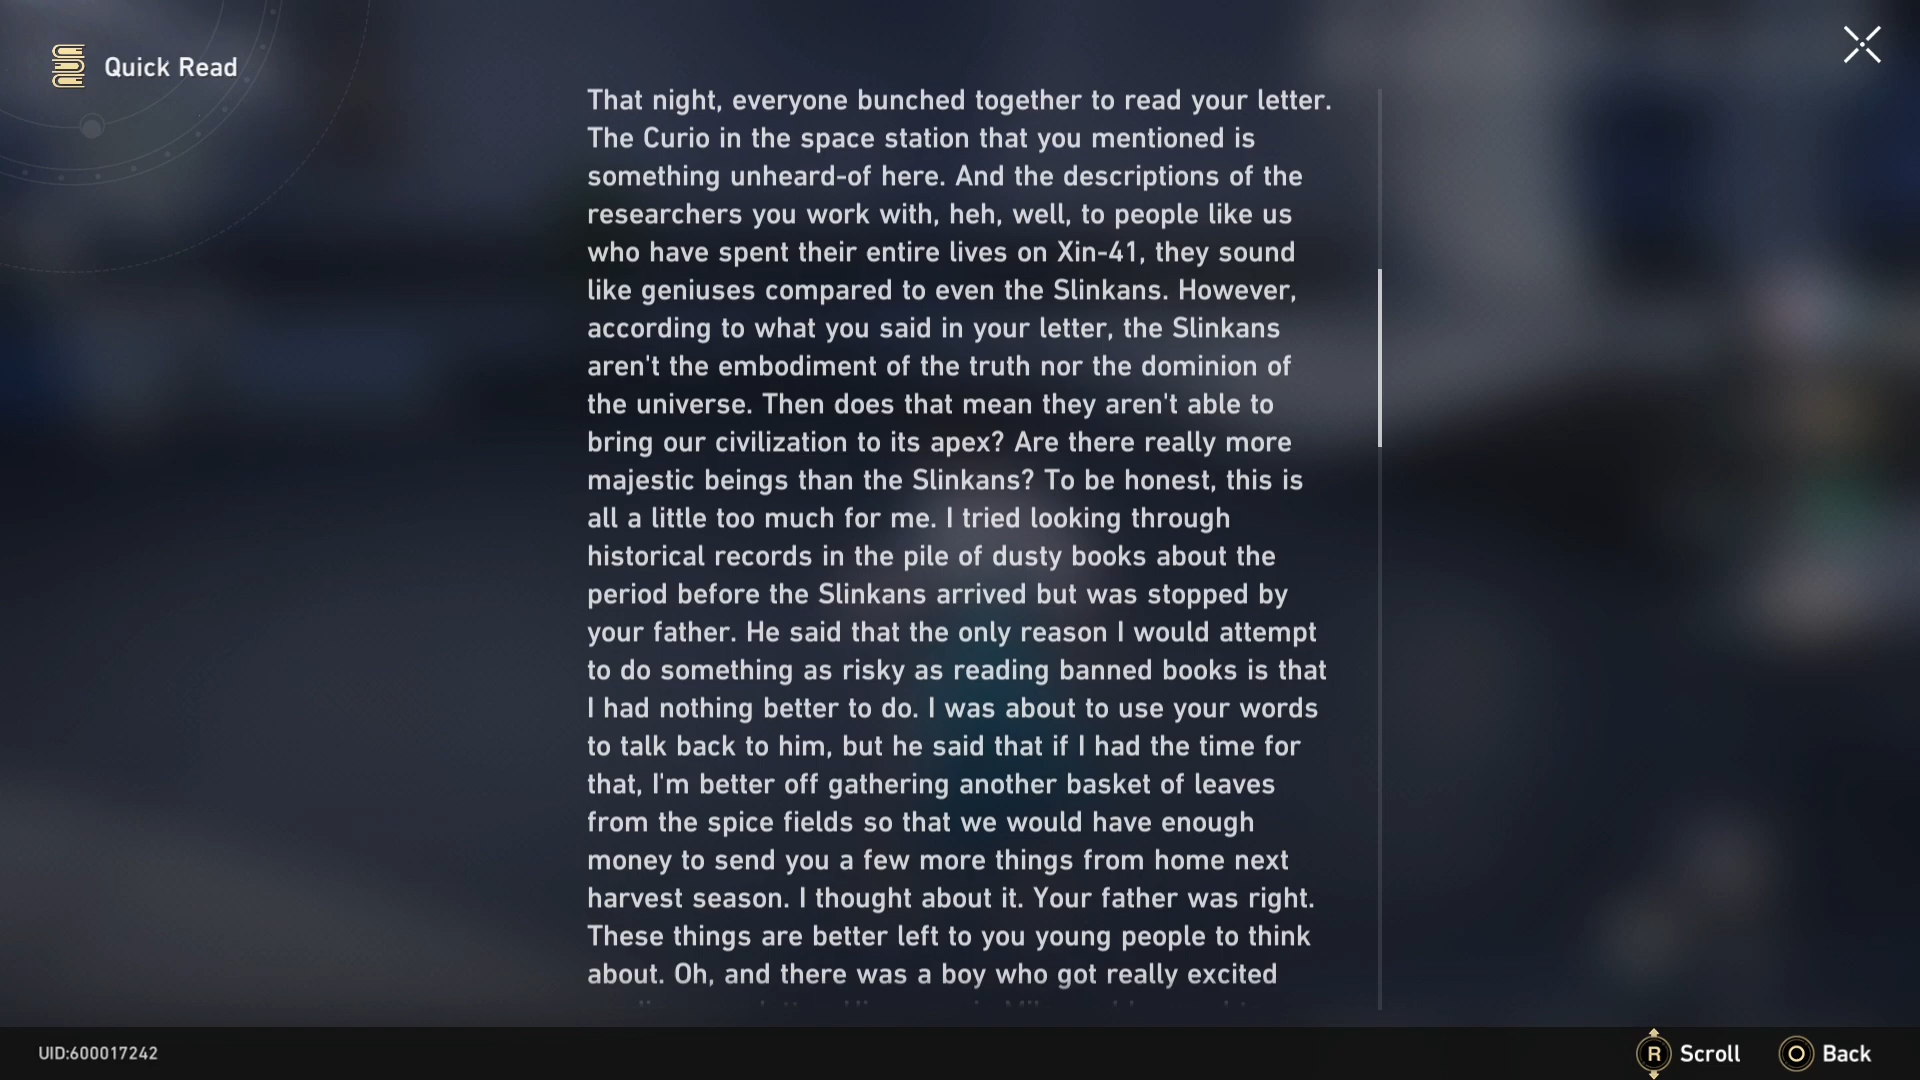 Quick Read
That night, everyone bunched together to read your letter.
The Curio in the space station that you mentioned is
something unheard-of here. And the descriptions of the
researchers you work with, heh, well, to people like us
who have spent their entire lives on Xin-41, they sound
like geniuses compared to even the Slinkans. However,
according to what you said in your letter, the Slinkans
aren't the embodiment of the truth nor the dominion of
the universe. Then does that mean they aren't able to
bring our civilization to its apex? Are there really more
majestic beings than the Slinkans? To be honest, this is
all a little too much for me. I tried looking through
historical records in the pile of dusty books about the
period before the Slinkans arrived but was stopped by
your father. He said that the only reason I would attempt
to do something as risky as reading banned books is that
I had nothing better to do. I was about to use your words
to talk back to him, but he said that if I had the time for
that, I'm better off gathering another basket of leaves
from the spice fields so that we would have enough
money to send you a few more things from home next
harvest season. I thought about it. Your father was right.
These things are better left to you young people to think
about. Oh, and there was a boy who got really excited
UID:600017242
R Scroll
Back